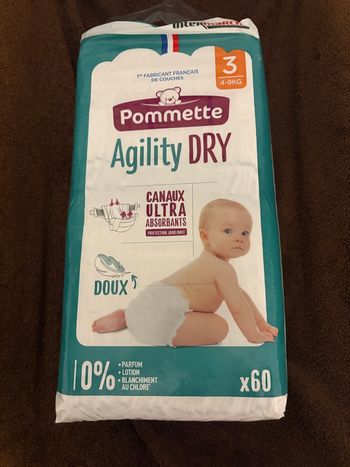 Intermarché
3
4-9KG
1ER FABRICANT FRANÇAIS
DE COUCHES
Pommette
Agility DRY
CANAUX
ULTRA
ABSORBANTS
PROTECTION JOUR/NUIT
DOUX
0%
• PARFUM
• LOTION
• BLANCHIMENT
AU CHLORE*
x60